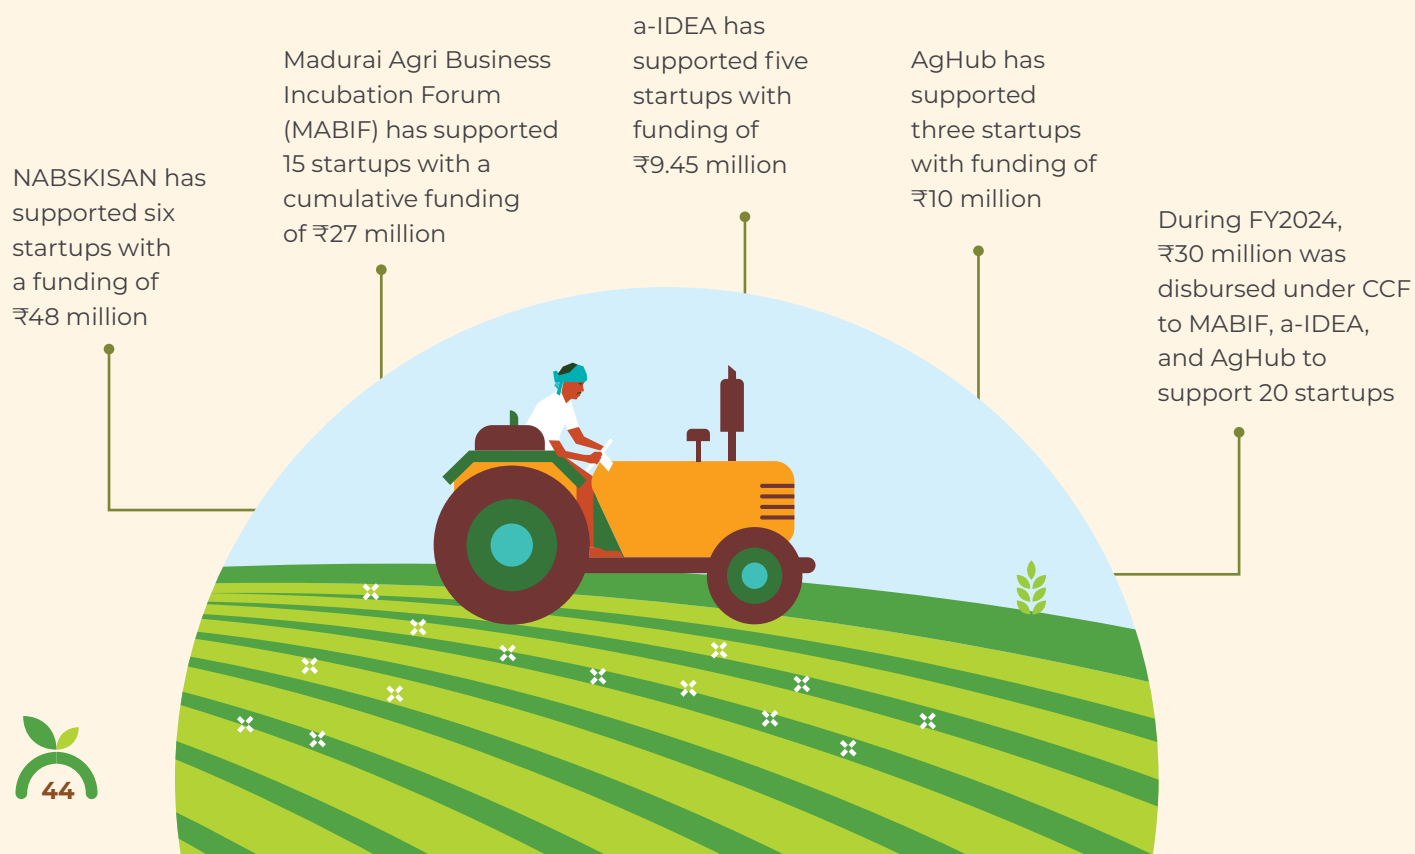 NABSKISAN has
supported six
startups with
a funding of
₹48 million
Madurai Agri Business
Incubation Forum
(MABIF) has supported
15 startups with a
cumulative funding
of ₹27 million
a-IDEA has
supported five
startups with
funding of
₹9.45 million
AgHub has
supported
three startups
with funding of
₹10 million
During FY2024,
₹30 million was
disbursed under CCF
to MABIF, a-IDEA,
and AgHub to
support 20 startups
44